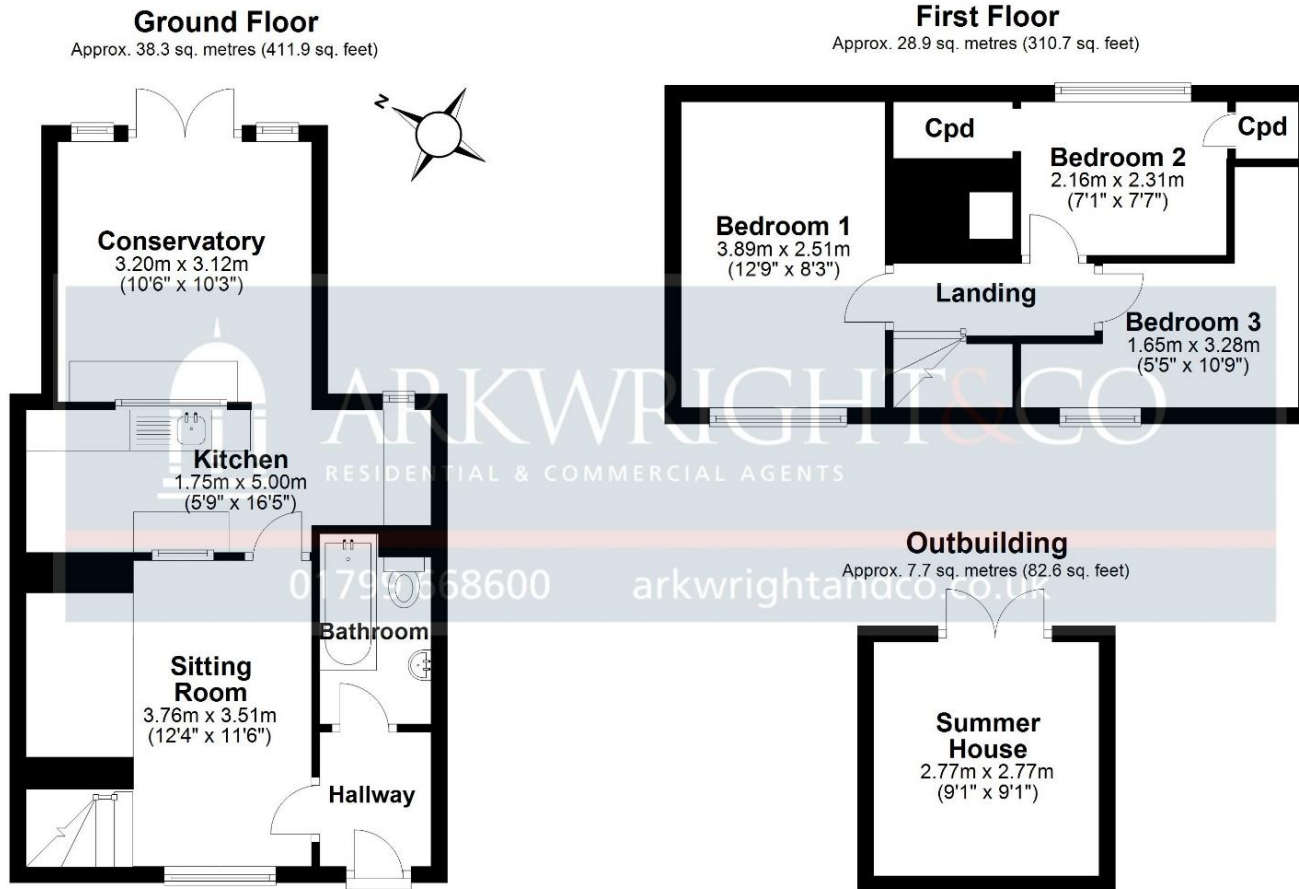 Ground Floor
Approx. 38.3 sq. metres (411.9 sq. feet)
N
Conservatory
3.20m x 3.12m
(10'6" x 10'3")
Kitchen
1.75m x 5.00m
(5'9" x 16'5")
Bathroom
Sitting
Room
3.76m x 3.51m
(12'4" x 11'6")
Hallway
First Floor
Approx. 28.9 sq. metres (310.7 sq. feet)
Cpd
Cpd
Bedroom 2
2.16m x 2.31m
(7'1" x 7'7")
Bedroom 1
3.89m x 2.51m
(12'9" x 8'3")
Landing
Bedroom 3
1.65m x 3.28m
(5'5" x 10'9")
ARKWRIGHT&CO
RESIDENTIAL & COMMERCIAL AGENTS
01799 668600 arkwrightandco.co.uk
Outbuilding
Approx. 7.7 sq. metres (82.6 sq. feet)
Summer
House
2.77m x 2.77m
(9'1" x 9'1")